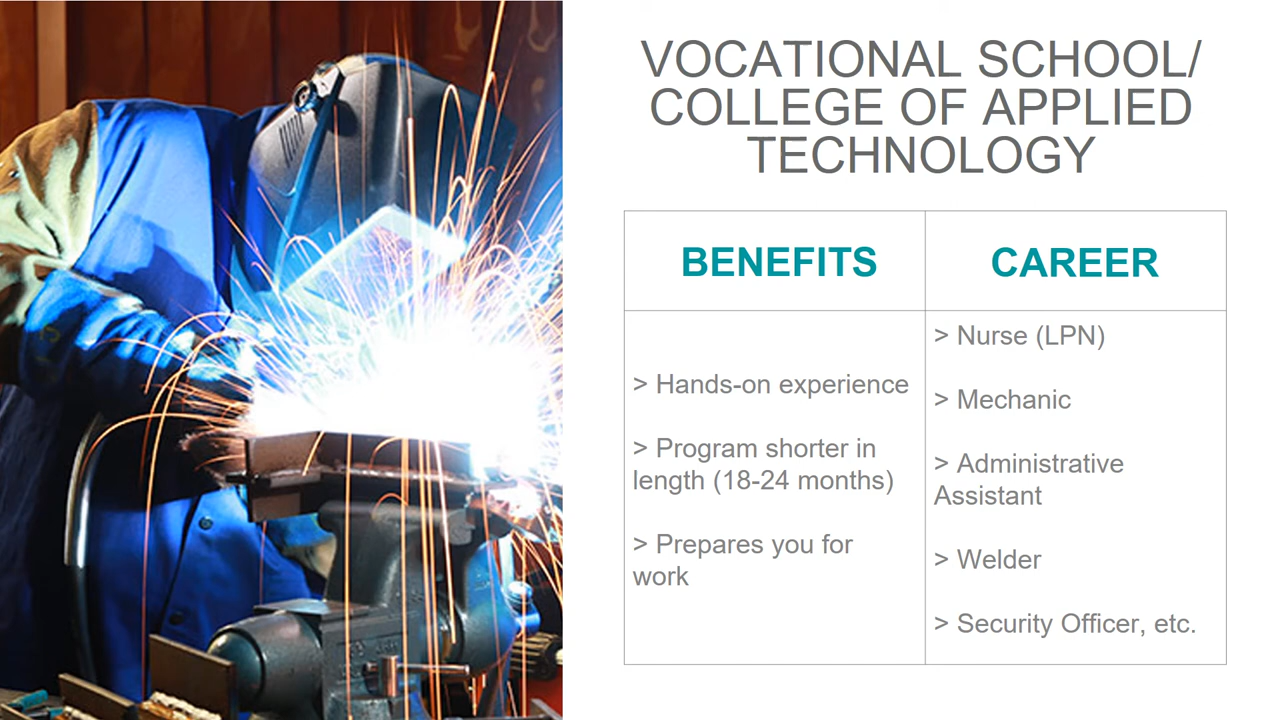 VOCATIONAL SCHOOL/
COLLEGE OF APPLIED
TECHNOLOGY
BENEFITS
CAREER
> Hands-on experience
> Program shorter in
length (18-24 months)
> Prepares you for
work
> Nurse (LPN)
> Mechanic
> Administrative
Assistant
> Welder
> Security Officer, etc.